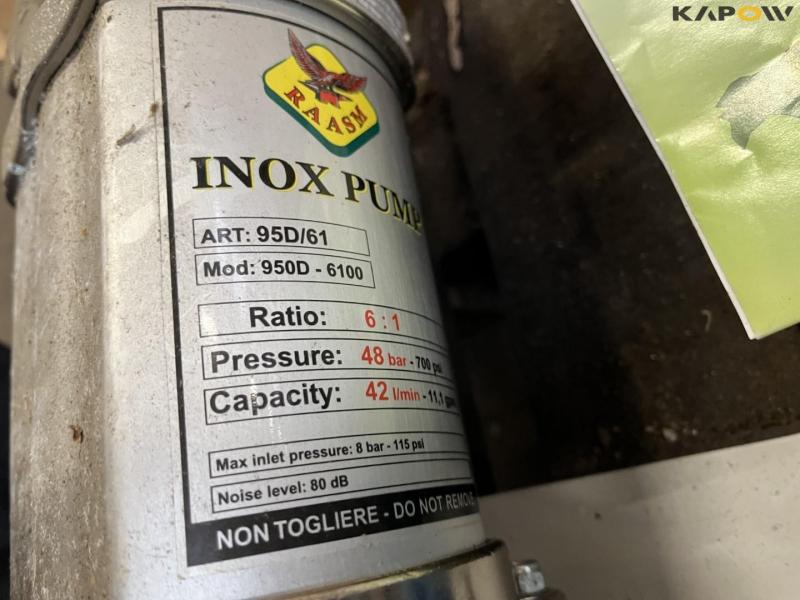 KAPOW
RAASM
INOX PUMP
ART: 95D/61
Mod: 950D - 6100
Ratio: 6 : 1
Pressure: 48 bar - 700 psi
Capacity: 42 l/min - 11,1 gpm
Max inlet pressure: 8 bar - 115 psi
Noise level: 80 dB
NON TOGLIERE - DO NOT REMOVE